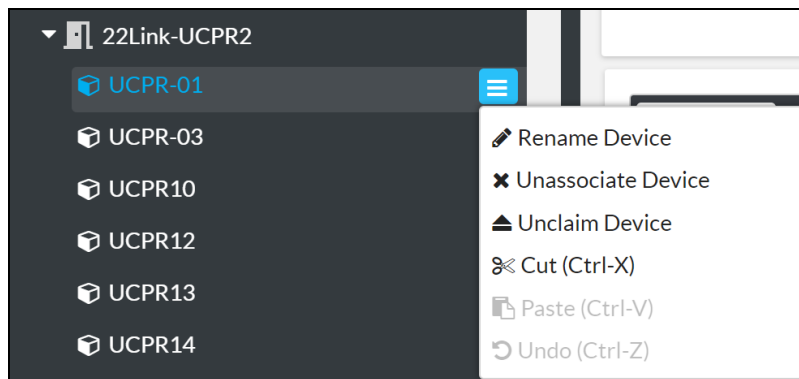 22Link-UCPR2
UCPR-01
UCPR-03
UCPR10
UCPR12
UCPR13
UCPR14
Rename Device
Unassociate Device
Unclaim Device
Cut (Ctrl-X)
Paste (Ctrl-V)
Undo (Ctrl-Z)